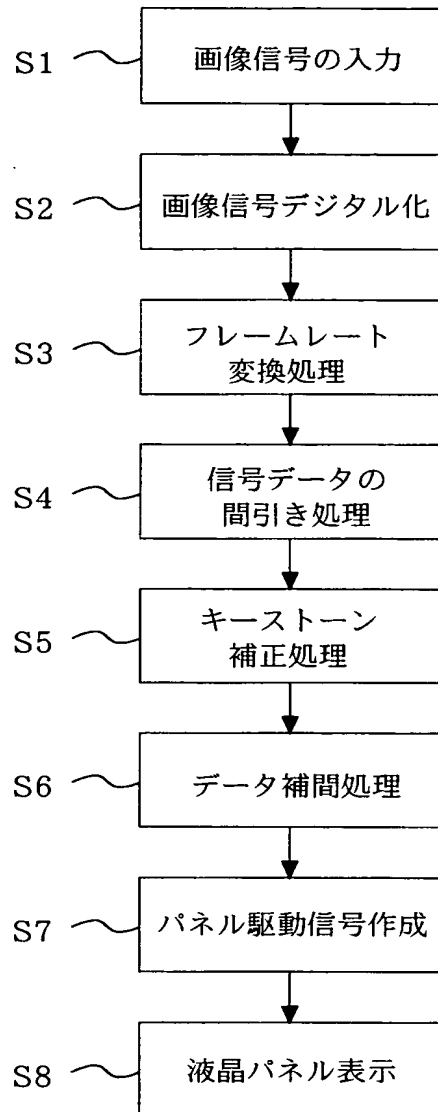 S1
画像信号の入力
S2
画像信号デジタル化
S3
フレームレート
変換処理
S4
信号データの
間引き処理
S5
キーストーン
補正処理
S6
データ補間処理
S7
パネル駆動信号作成
S8
液晶パネル表示